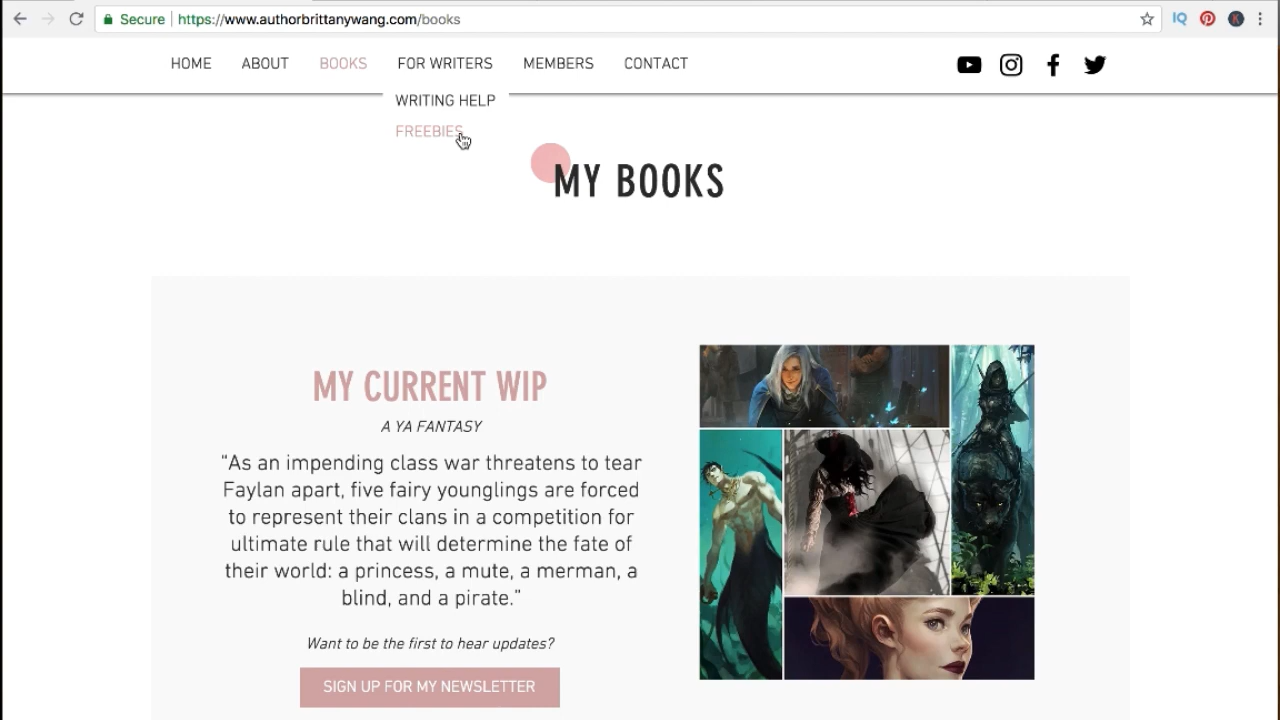 Secure https://www.authorbrittanywang.com/books
IQ
HOME ABOUT BOOKS FOR WRITERS MEMBERS CONTACT
WRITING HELP
FREEBIES
MY BOOKS
MY CURRENT WIP
A YA FANTASY
“As an impending class war threatens to tear
Faylan apart, five fairy younglings are forced
to represent their clans in a competition for
ultimate rule that will determine the fate of
their world: a princess, a mute, a merman, a
blind, and a pirate.”
Want to be the first to hear updates?
SIGN UP FOR MY NEWSLETTER